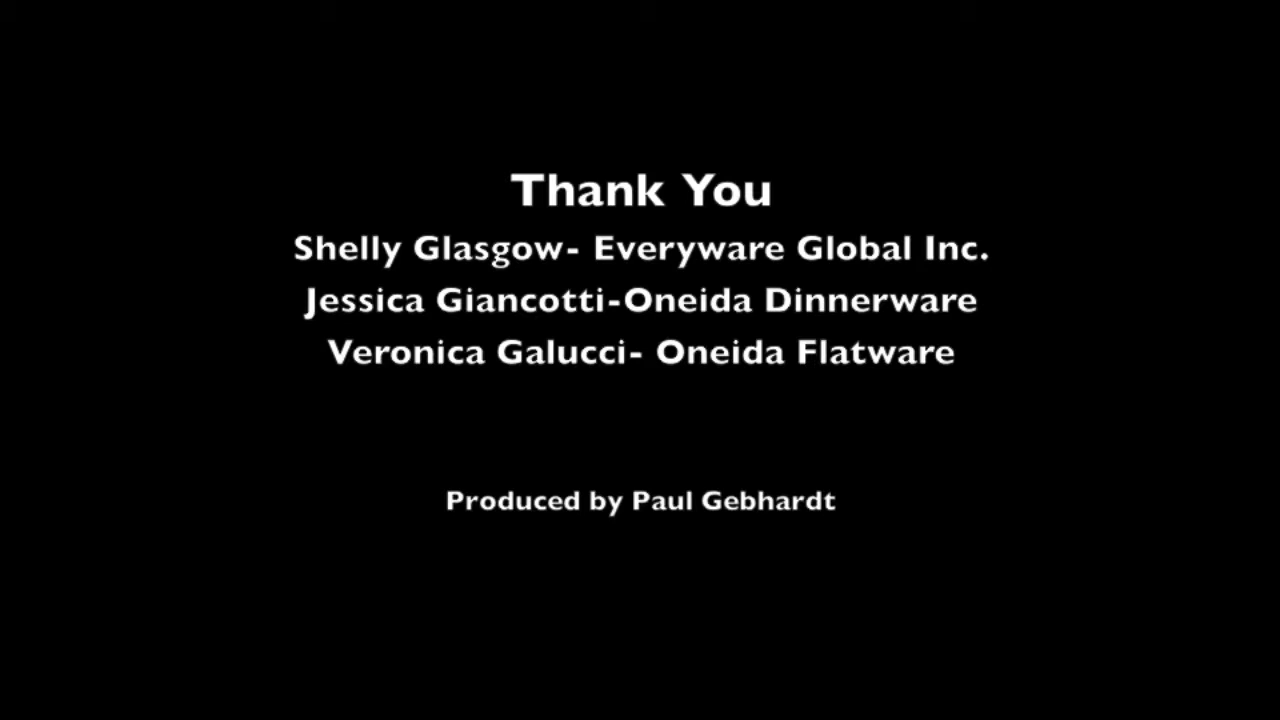 Thank You
Shelly Glasgow- Everyware Global Inc.
Jessica Giancotti-Oneida Dinnerware
Veronica Galucci- Oneida Flatware
Produced by Paul Gebhardt